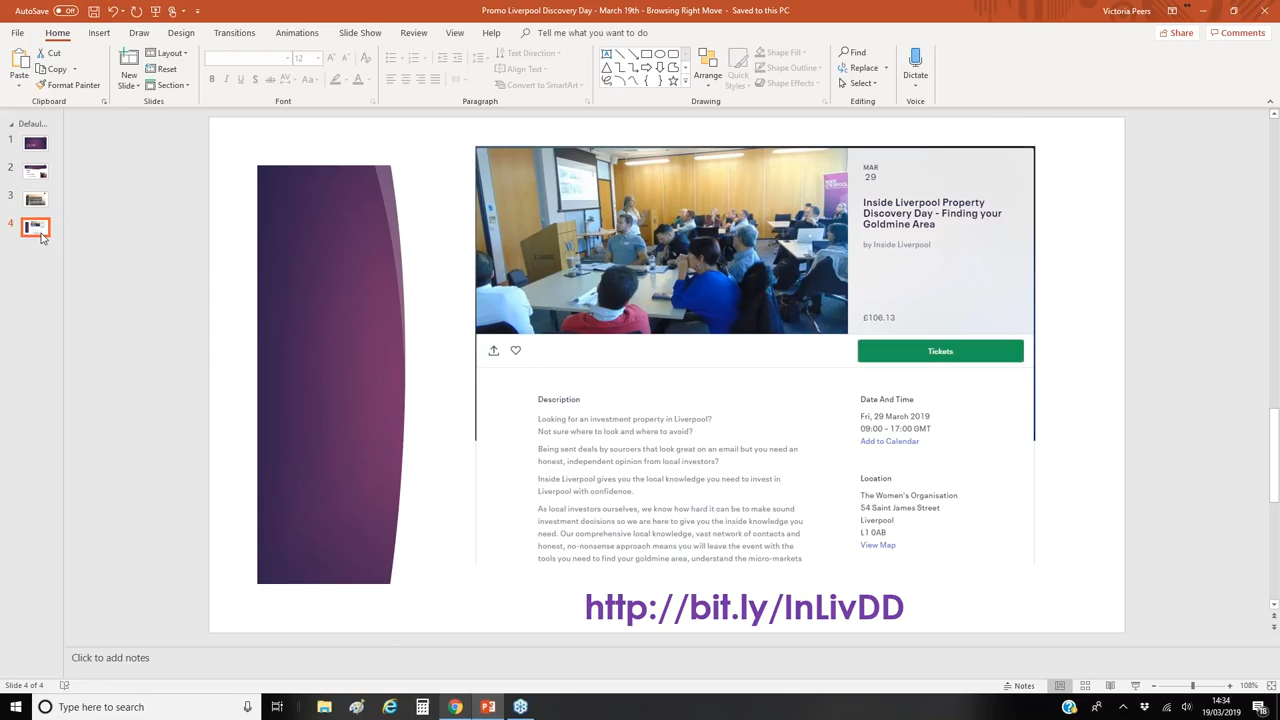 AutoSave Off
Promo Liverpool Discovery Day - March 19th - Browsing Right Move - Saved to this PC
Victoria Peers
File Home Insert Draw Design Transitions Animations Slide Show Review View Help Tell me what you want to do
Share Comments
Paste
Cut
Copy
Format Painter
Clipboard
New Slide
Layout
Reset
Section
Slides
12
Font
Text Direction
Align Text
Convert to SmartArt
Paragraph
Arrange
Quick Styles
Shape Fill
Shape Outline
Shape Effects
Drawing
Find
Replace
Select
Editing
Dictate
Voice
Defaul...
1
2
3
4
MAR
29
Inside Liverpool Property
Discovery Day - Finding your
Goldmine Area
by Inside Liverpool
£106.13
Tickets
Description
Looking for an investment property in Liverpool?
Not sure where to look and where to avoid?
Being sent deals by sourcers that look great on an email but you need an
honest, independent opinion from local investors?
Inside Liverpool gives you the local knowledge you need to invest in
Liverpool with confidence.
As local investors ourselves, we know how hard it can be to make sound
investment decisions so we are here to give you the inside knowledge you
need. Our comprehensive local knowledge, vast network of contacts and
honest, no-nonsense approach means you will leave the event with the
tools you need to find your goldmine area, understand the micro-markets
Date And Time
Fri, 29 March 2019
09:00 – 17:00 GMT
Add to Calendar
Location
The Women's Organisation
54 Saint James Street
Liverpool
L1 0AB
View Map
http://bit.ly/InLivDD
Click to add notes
Slide 4 of 4
Notes
108%
Type here to search
14:34
19/03/2019